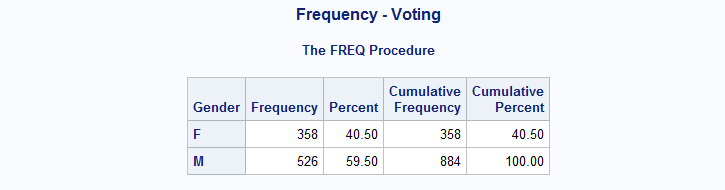 Frequency - Voting
The FREQ Procedure
Gender Frequency Percent Cumulative Frequency Cumulative Percent
F 358 40.50 358 40.50
M 526 59.50 884 100.00